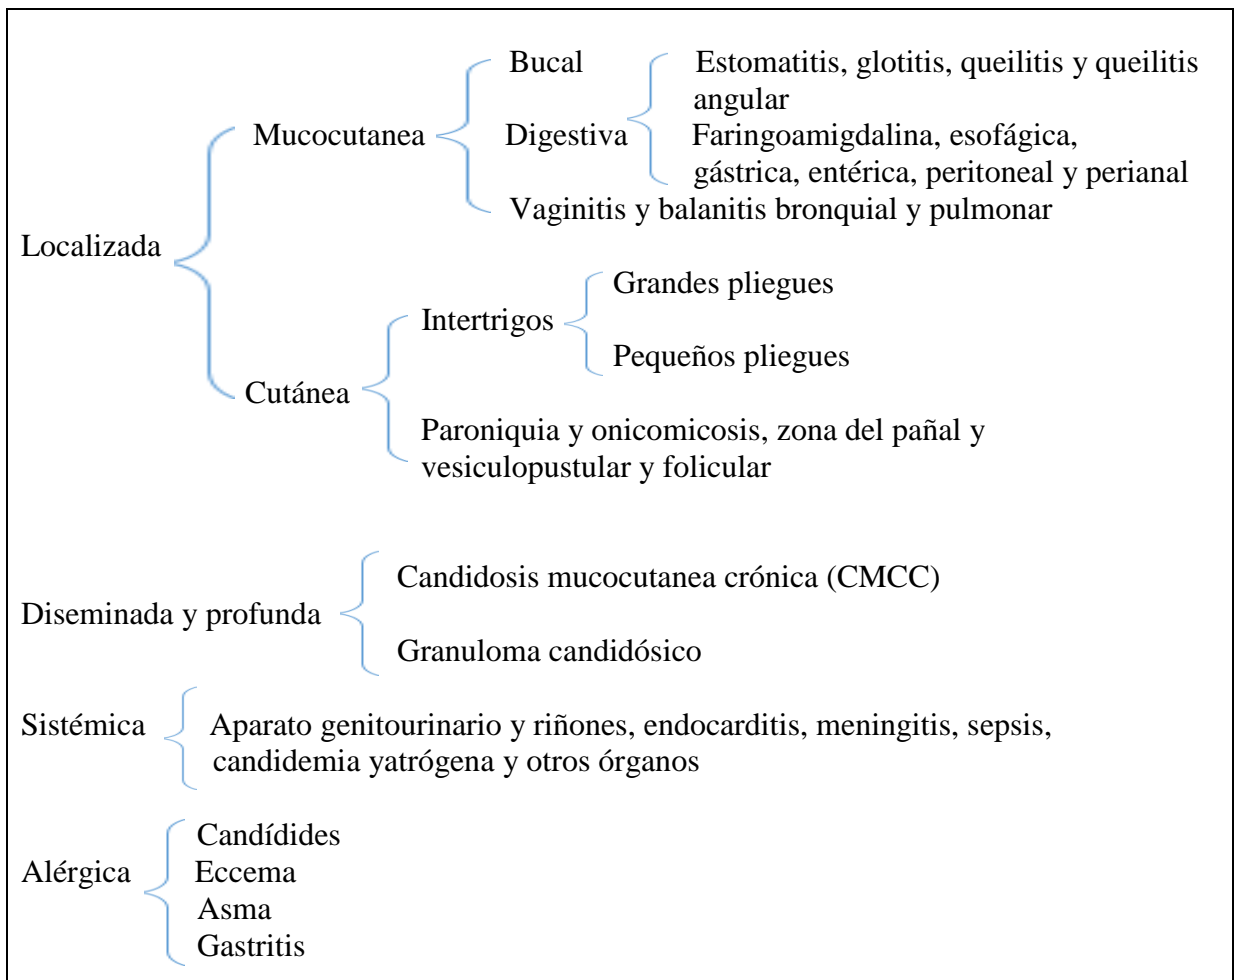 Bucal
Estomatitis, glotitis, queilitis y queilitis
angular
Mucocutanea
Digestiva
Faringoamigdalina, esofágica,
gástrica, entérica, peritoneal y perianal
Vaginitis y balanitis bronquial y pulmonar
Localizada
Grandes pliegues
Intertrigos
Pequeños pliegues
Cutánea
Paroniquia y onicomicosis, zona del pañal y
vesiculopustular y folicular
Candidosis mucocutanea crónica (CMCC)
Diseminada y profunda
Granuloma candidósico
Sistémica
Aparato genitourinario y riñones, endocarditis, meningitis, sepsis,
candidemia yatrógena y otros órganos
Candídides
Alérgica
Eccema
Asma
Gastritis